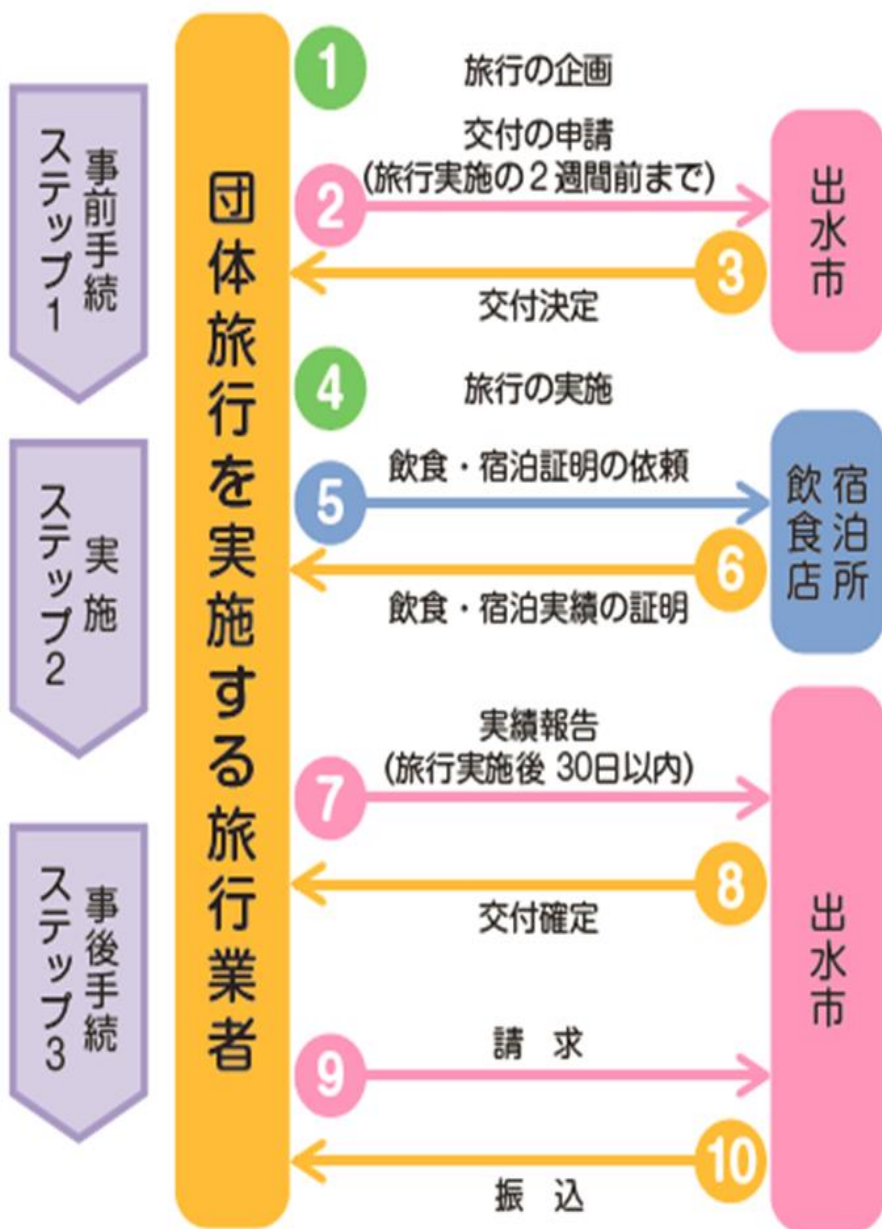 ステップ1
事前手続
ステップ2
実施
ステップ3
事後手続
団体旅行を実施する旅行業者
1
旅行の企画
交付の申請
(旅行実施の2週間前まで)
2
3
交付決定
出水市
4
旅行の実施
飲食・宿泊証明の依頼
5
6
飲食・宿泊実績の証明
宿泊所
飲食店
実績報告
(旅行実施後 30日以内)
7
8
交付確定
請 求
9
10
振 込
出水市